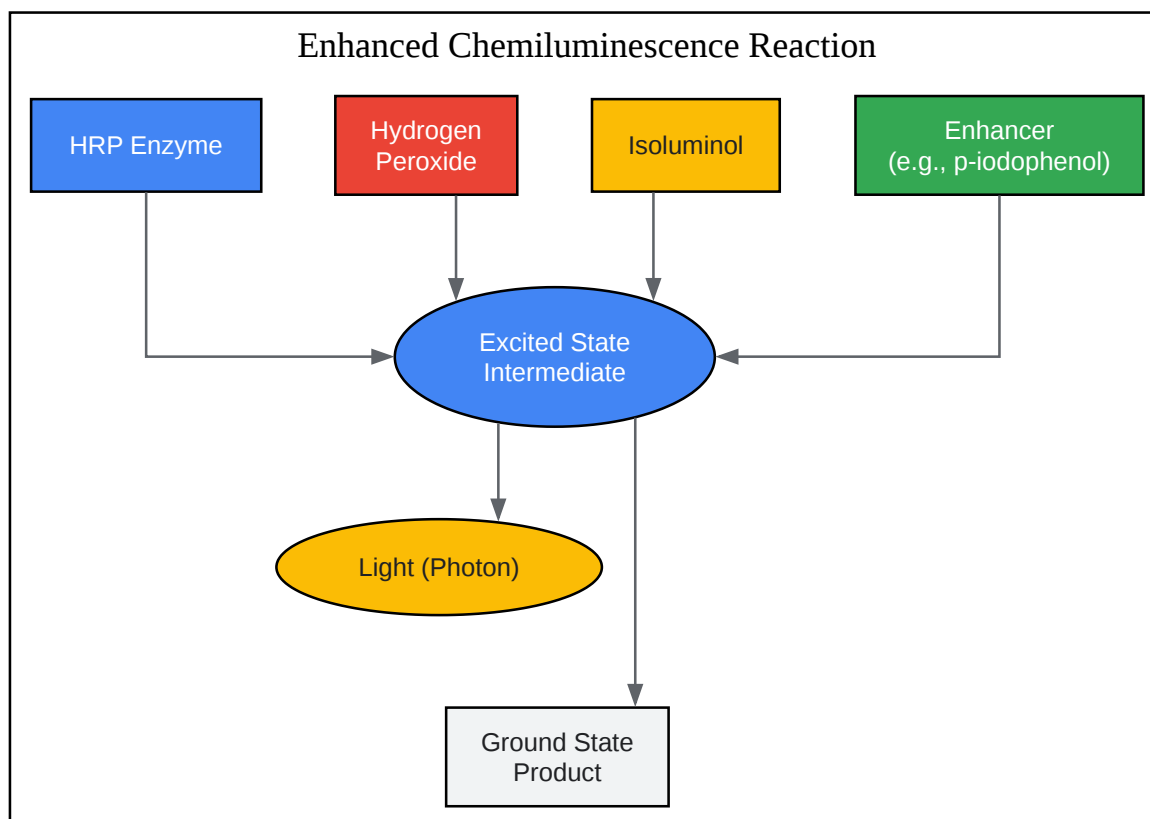 Enhanced Chemiluminescence Reaction
HRP Enzyme
Hydrogen
Peroxide
Isoluminol
Enhancer
(e.g., p-iodophenol)
Excited State
Intermediate
Light (Photon)
Ground State
Product